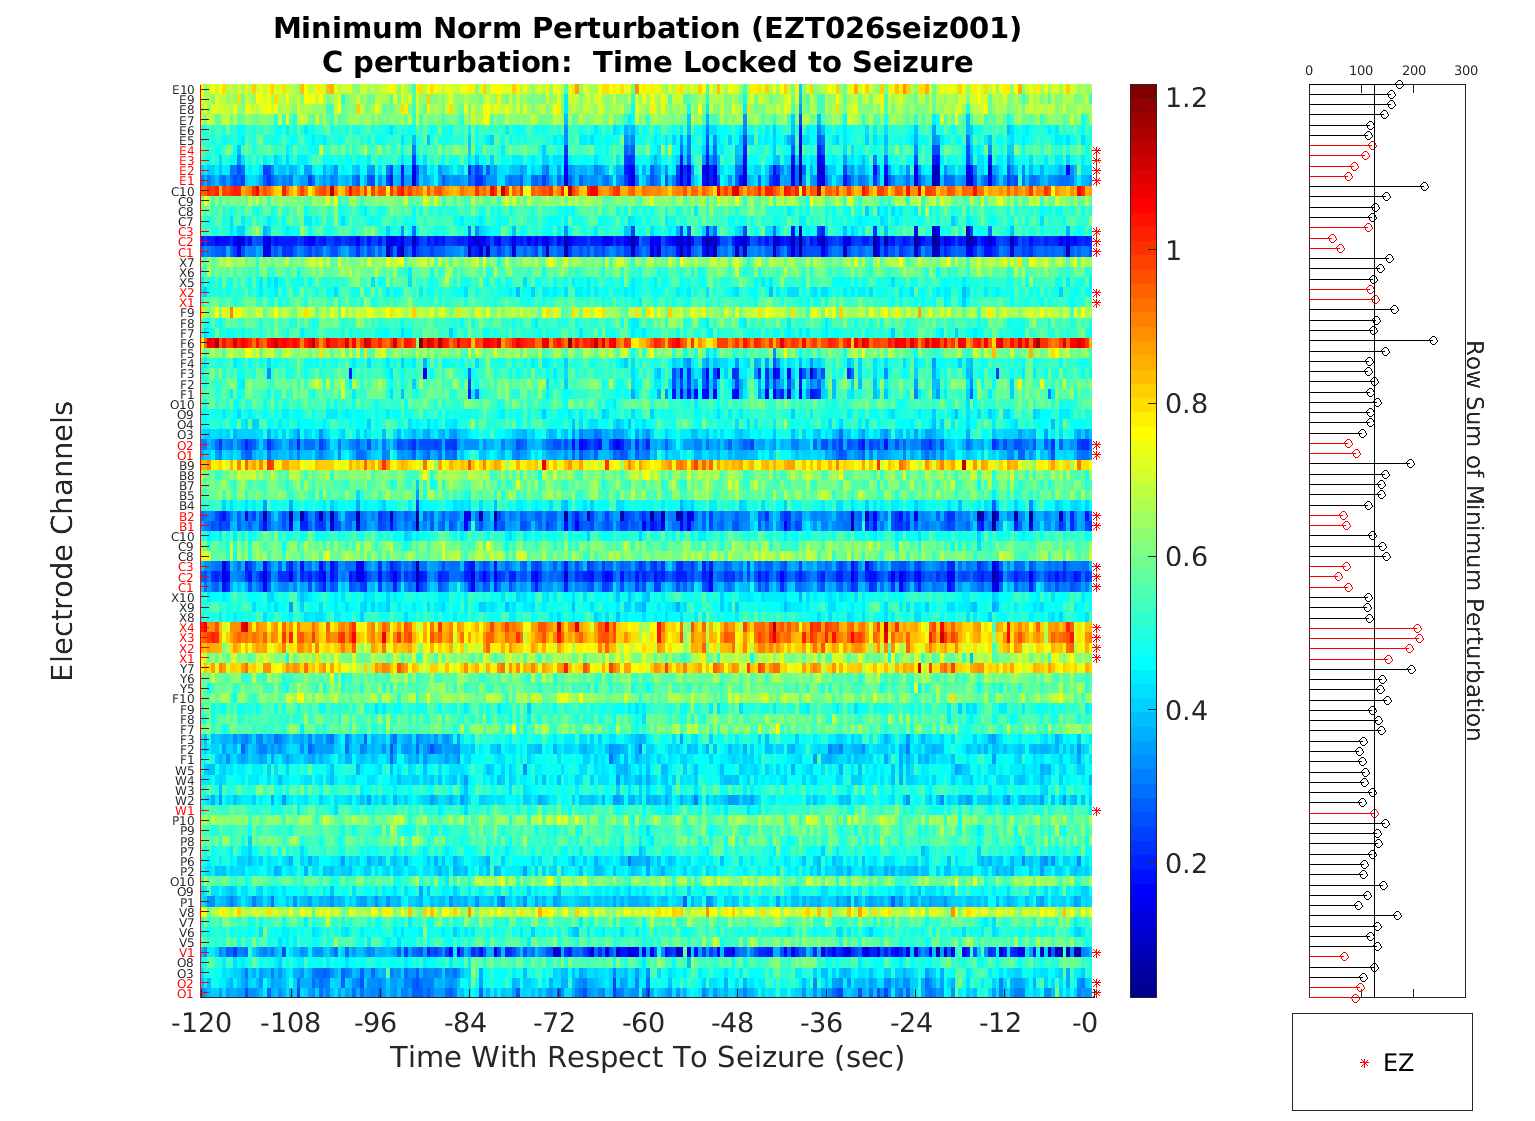 Minimum Norm Perturbation (EZT026seiz001)
C perturbation:  Time Locked to Seizure
Electrode Channels
E10
E9
E8
E7
E6
E5
E4
E3
E2
E1
C10
C9
C8
C7
C3
C2
C1
X7
X6
X5
X2
X1
F9
F8
F7
F6
F5
F4
F3
F2
F1
O10
O9
O4
O3
O2
O1
B9
B8
B7
B5
B4
B2
B1
C10
C9
C8
C3
C2
C1
X10
X9
X8
X4
X3
X2
X1
Y7
Y6
Y5
F10
F9
F8
F7
F3
F2
F1
W5
W4
W3
W2
W1
P10
P9
P8
P7
P6
P2
O10
O9
P1
V8
V7
V6
V5
V1
O8
O3
O2
O1
-120 -108 -96 -84 -72 -60 -48 -36 -24 -12 -0
Time With Respect To Seizure (sec)
1.2
1
0.8
0.6
0.4
0.2
0 100 200 300
Row Sum of Minimum Perturbation
EZ